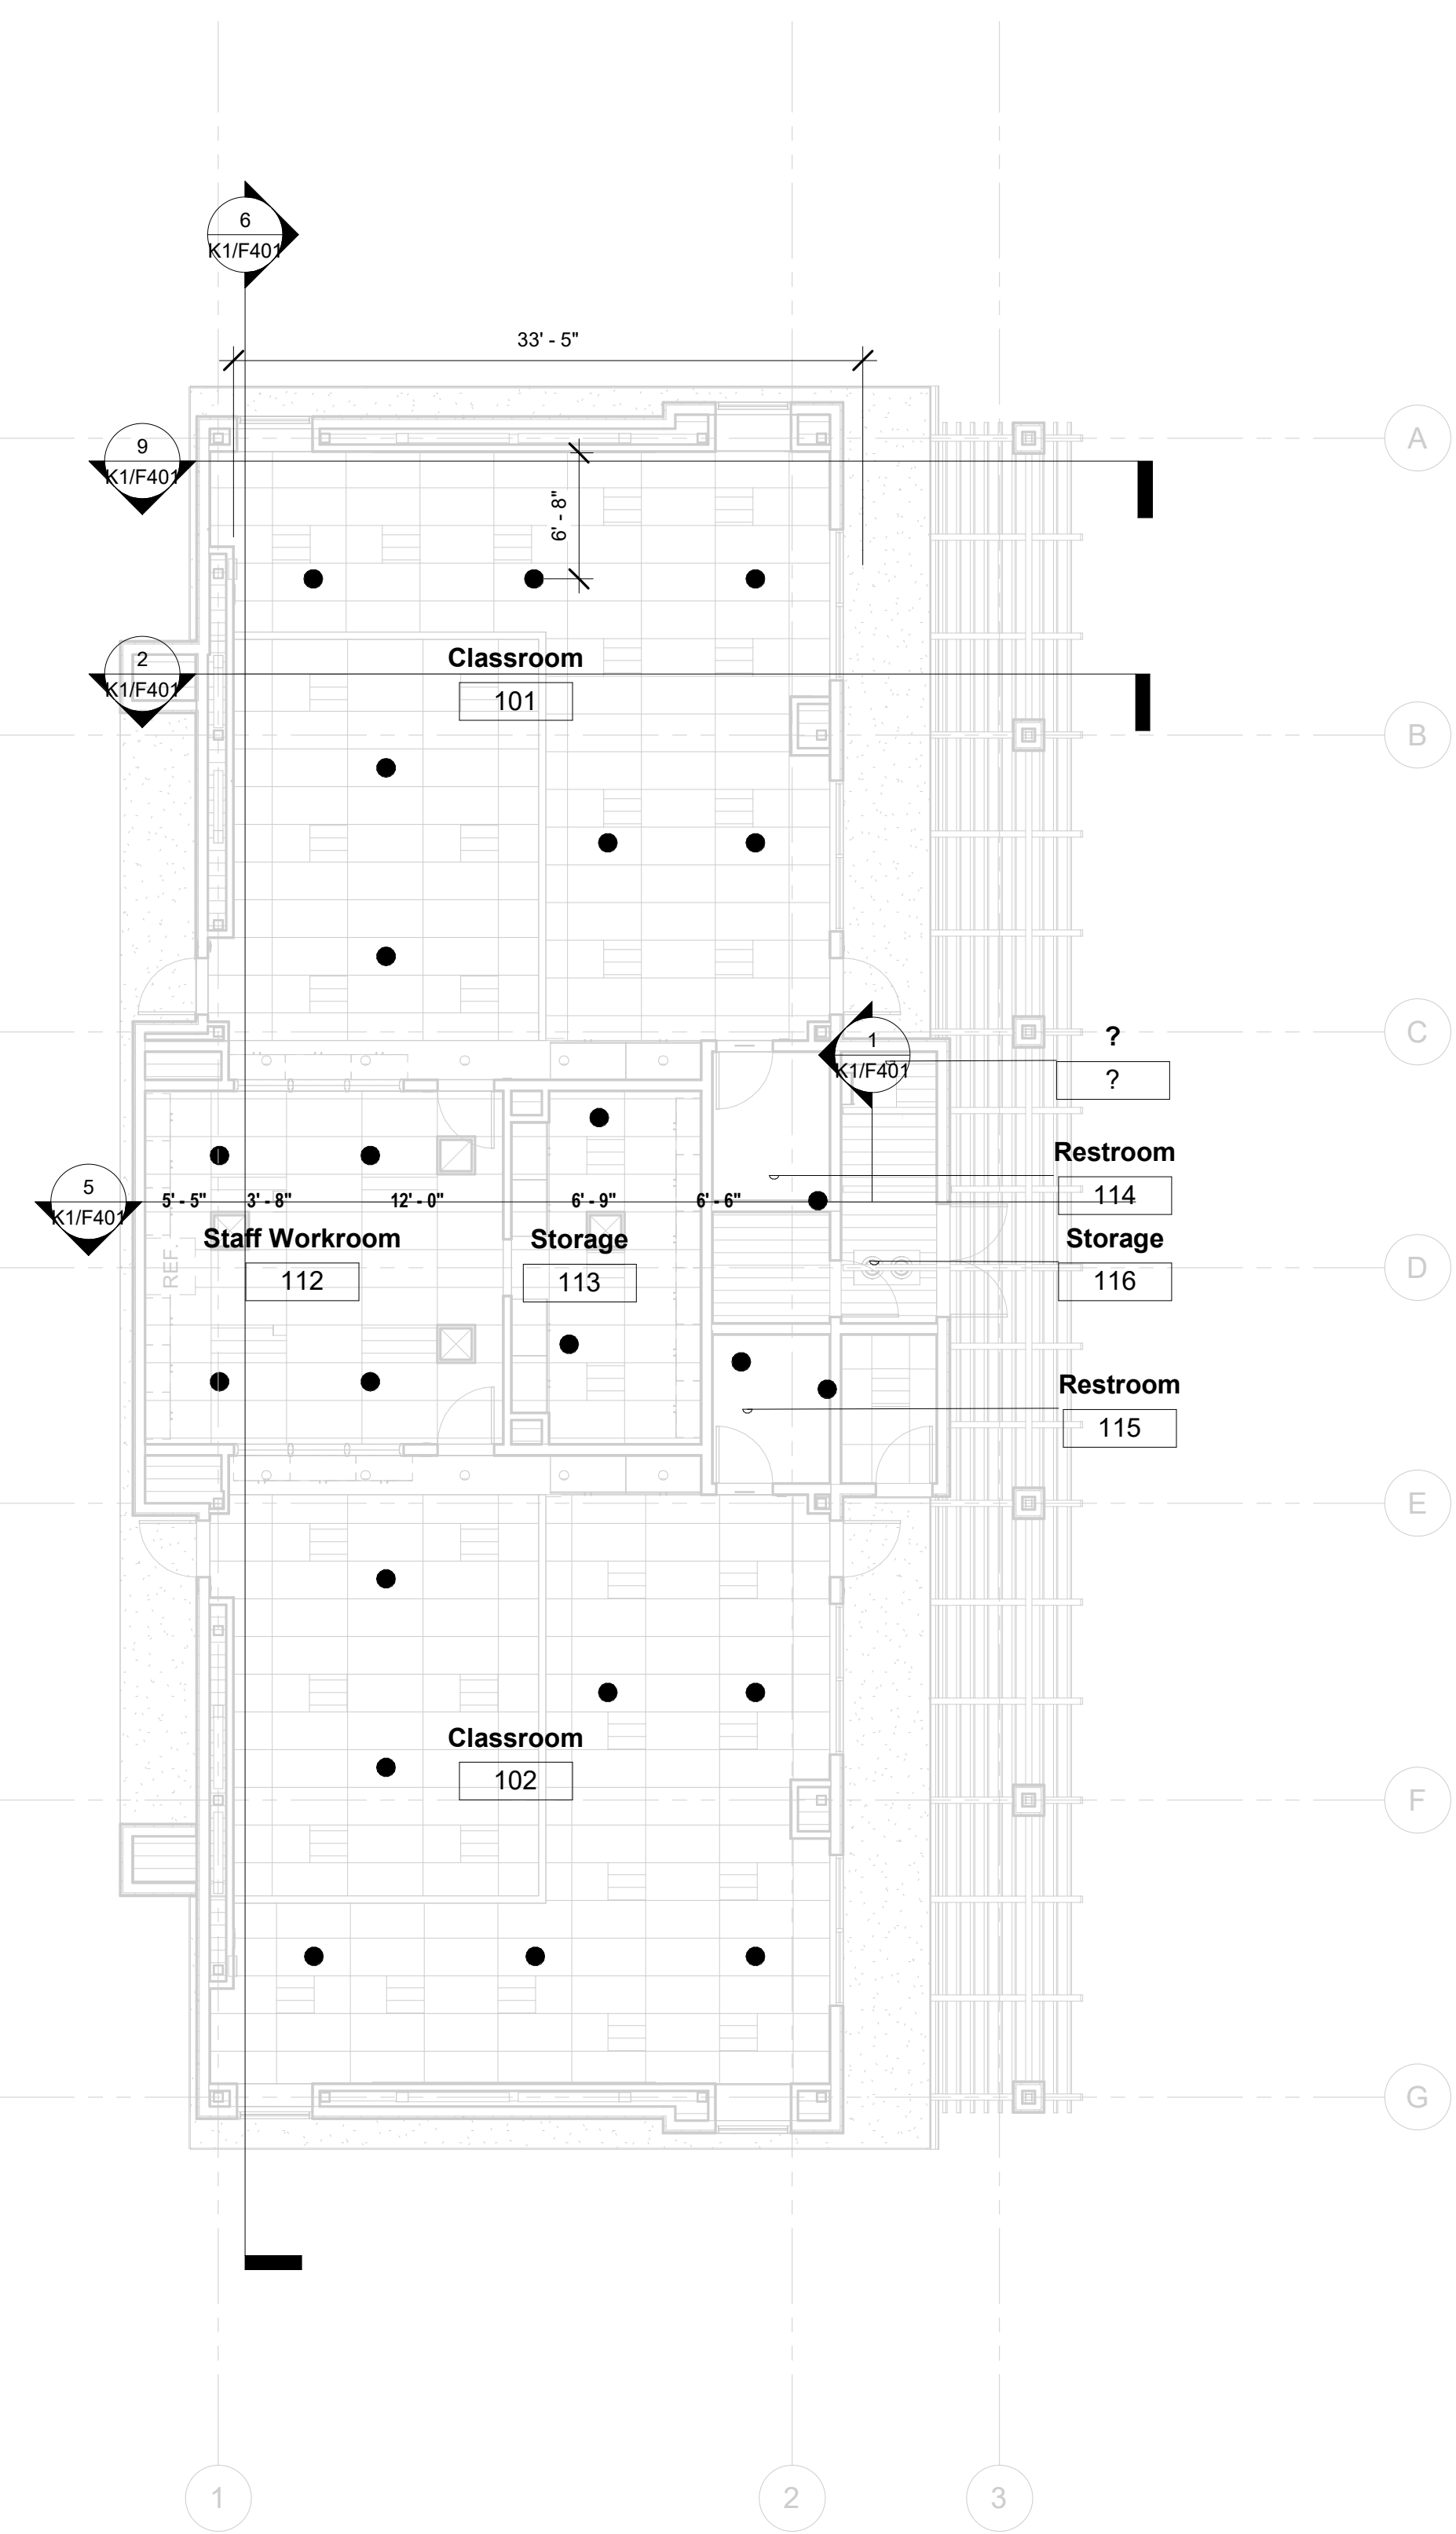 6
K1/F401
33' - 5"
A
9
K1/F401
6' - 8"
2
K1/F401
Classroom
101
B
C
1
K1/F401
?
?
Restroom
114
5
K1/F401
5' - 5"
3' - 8"
12' - 0"
6' - 9"
6' - 6"
Staff Workroom
112
REF.
Storage
113
Storage
116
D
Restroom
115
E
Classroom
102
F
G
1
2
3